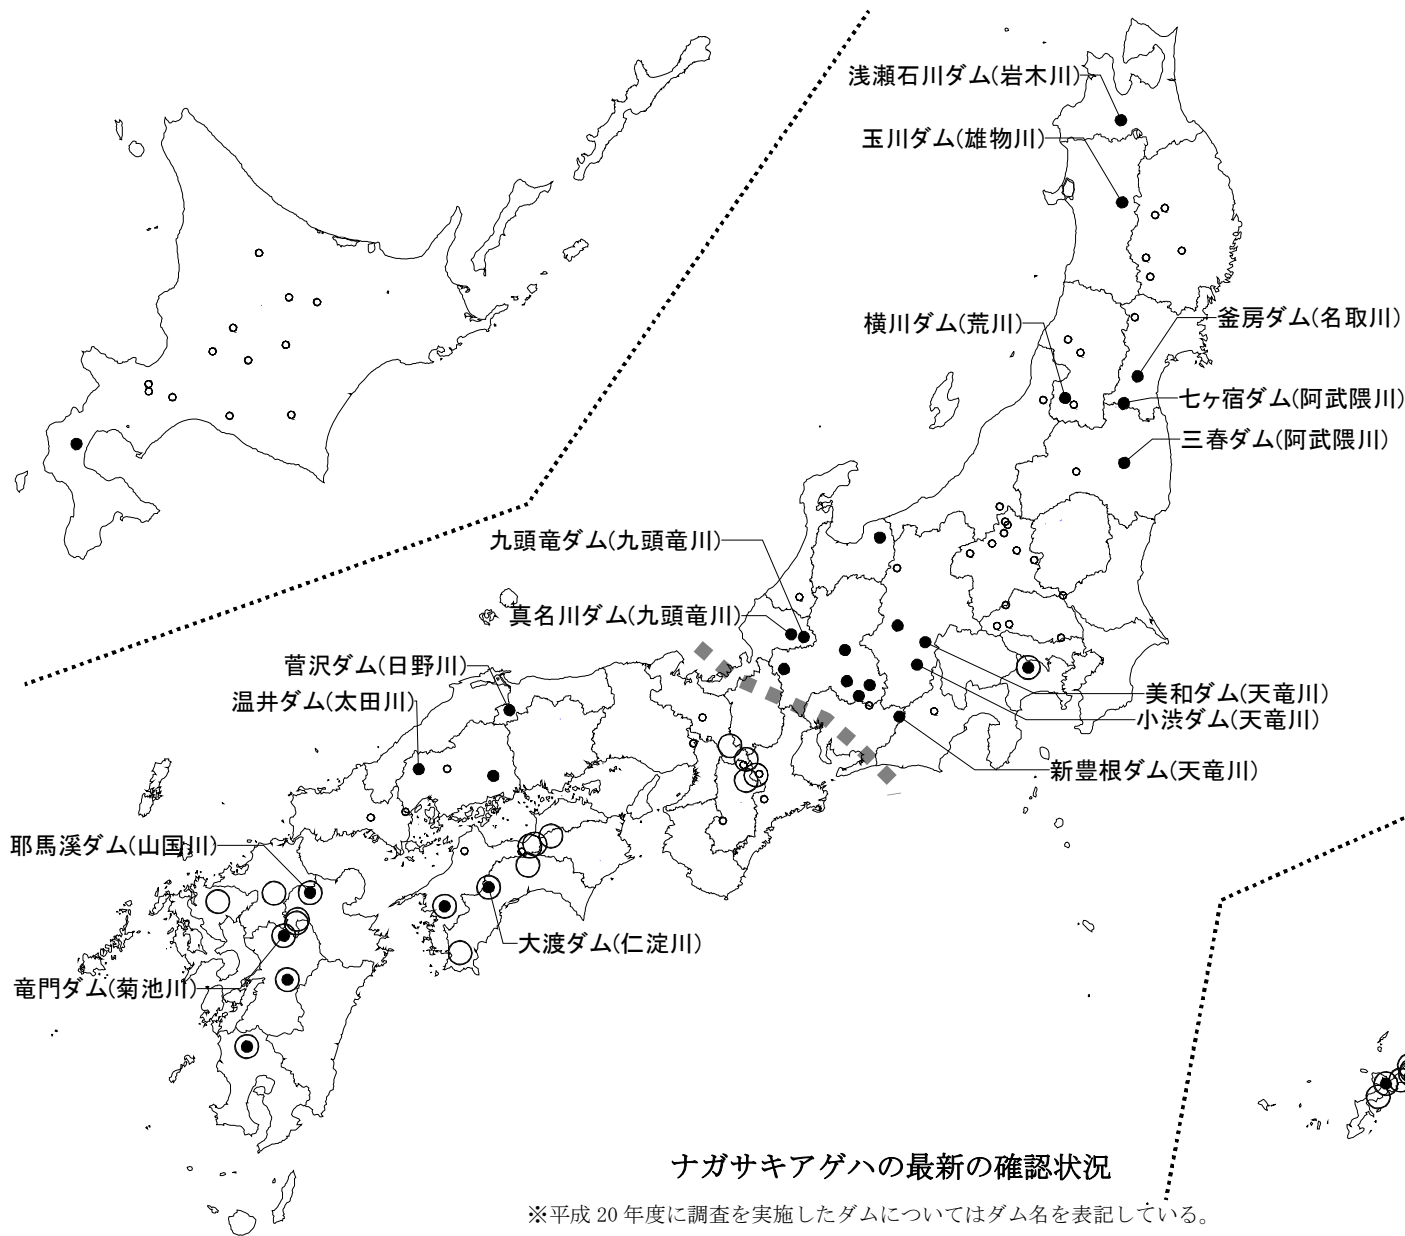 浅瀬石川ダム(岩木川)
玉川ダム(雄物川)
横川ダム(荒川)
釜房ダム(名取川)
七ヶ宿ダム(阿武隈川)
三春ダム(阿武隈川)
九頭竜ダム(九頭竜川)
真名川ダム(九頭竜川)
菅沢ダム(日野川)
温井ダム(太田川)
美和ダム(天竜川)
小渋ダム(天竜川)
新豊根ダム(天竜川)
耶馬溪ダム(山国川)
大渡ダム(仁淀川)
竜門ダム(菊池川)
ナガサキアゲハの最新の確認状況
※平成 20 年度に調査を実施したダムについてはダム名を表記している。